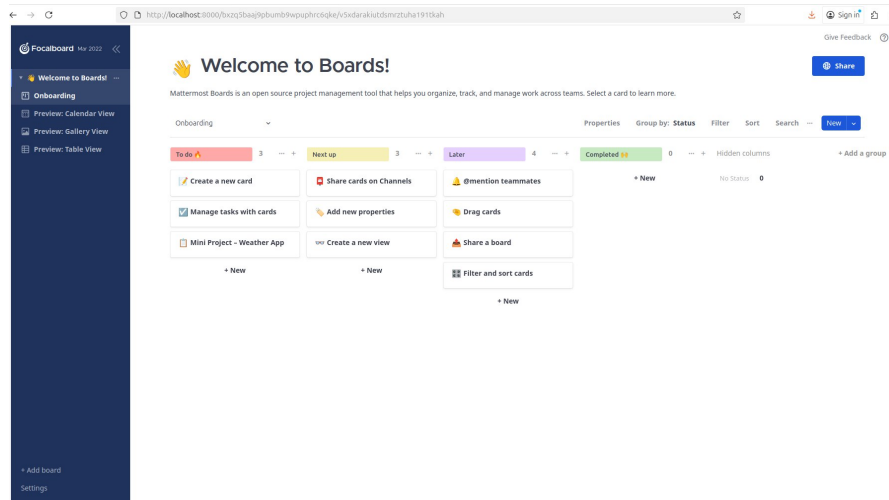 http://localhost:8000/bxzq5baaj9pbumb9wpuphrc6qke/v5xdarakiutdsmrztuha191tkah
Sign in
Focalboard Mar 2022
Give Feedback
Welcome to Boards!
Onboarding
Preview: Calendar View
Preview: Gallery View
Preview: Table View
+ Add board
Settings
Welcome to Boards!
Share
Mattermost Boards is an open source project management tool that helps you organize, track, and manage work across teams. Select a card to learn more.
Onboarding
Properties Group by: Status Filter Sort Search ... New
To do 3 ... +
Next up 3 ... +
Later 4 ... +
Completed 0 ... +
Hidden columns
+ Add a group
Create a new card
Manage tasks with cards
Mini Project – Weather App
+ New
Share cards on Channels
Add new properties
Create a new view
+ New
@mention teammates
Drag cards
Share a board
Filter and sort cards
+ New
+ New
No Status 0